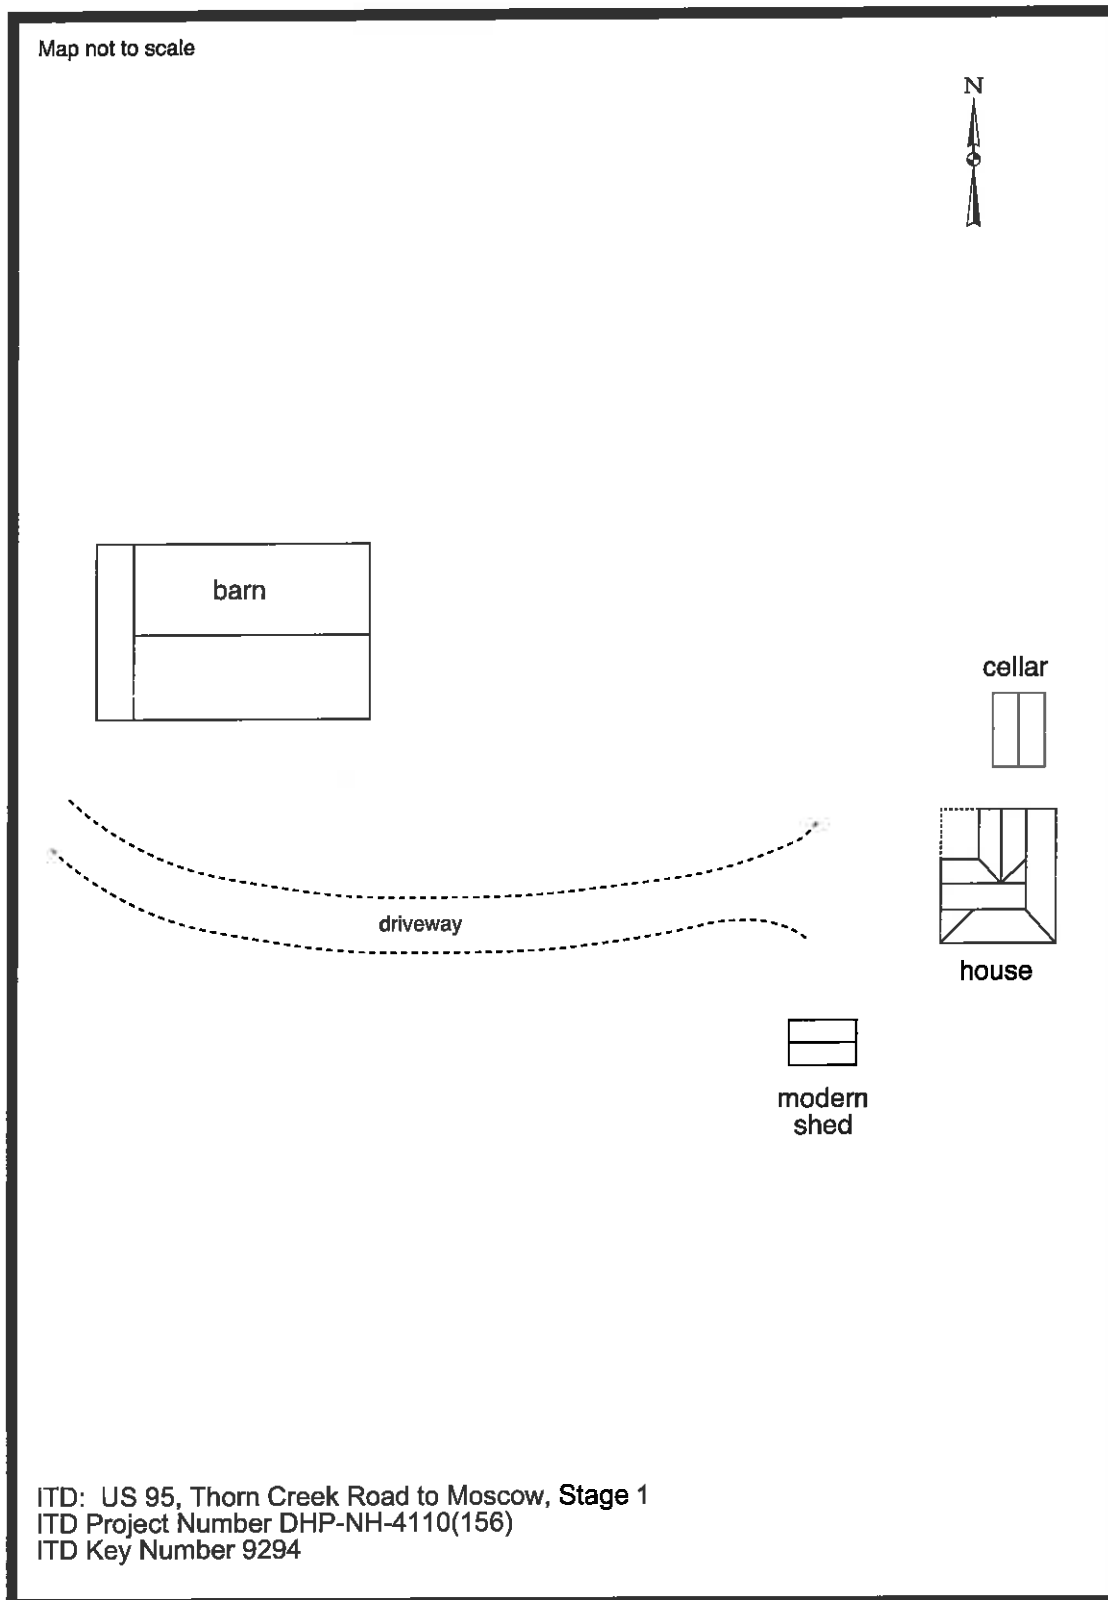 Map not to scale
N
barn
cellar
driveway
house
modern
shed
ITD: US 95, Thorn Creek Road to Moscow, Stage 1
ITD Project Number DHP-NH-4110(156)
ITD Key Number 9294